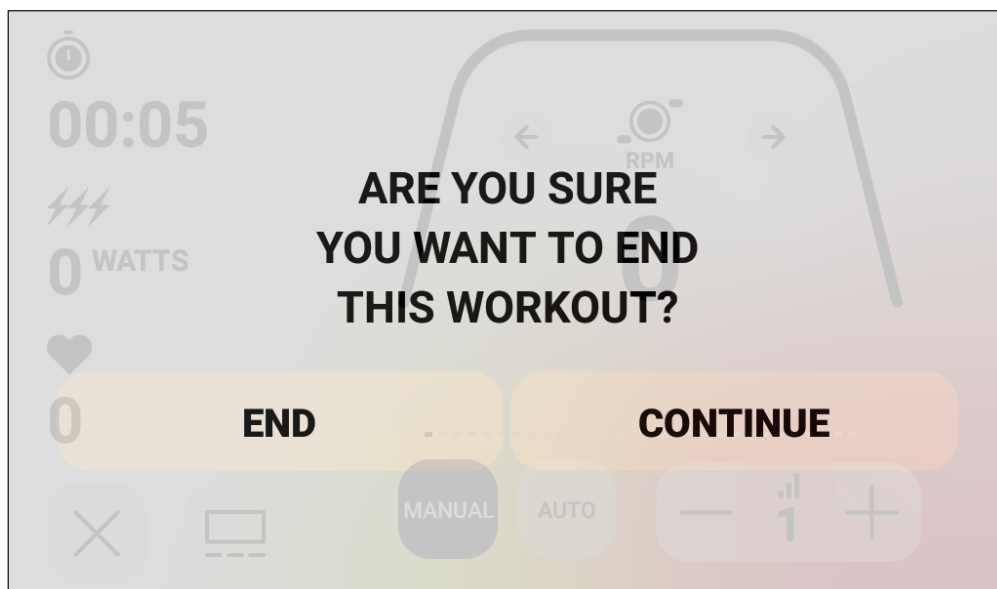 00:05
RPM
0 WATTS
0
ARE YOU SURE
YOU WANT TO END
THIS WORKOUT?
0
END
CONTINUE
MANUAL
AUTO
1